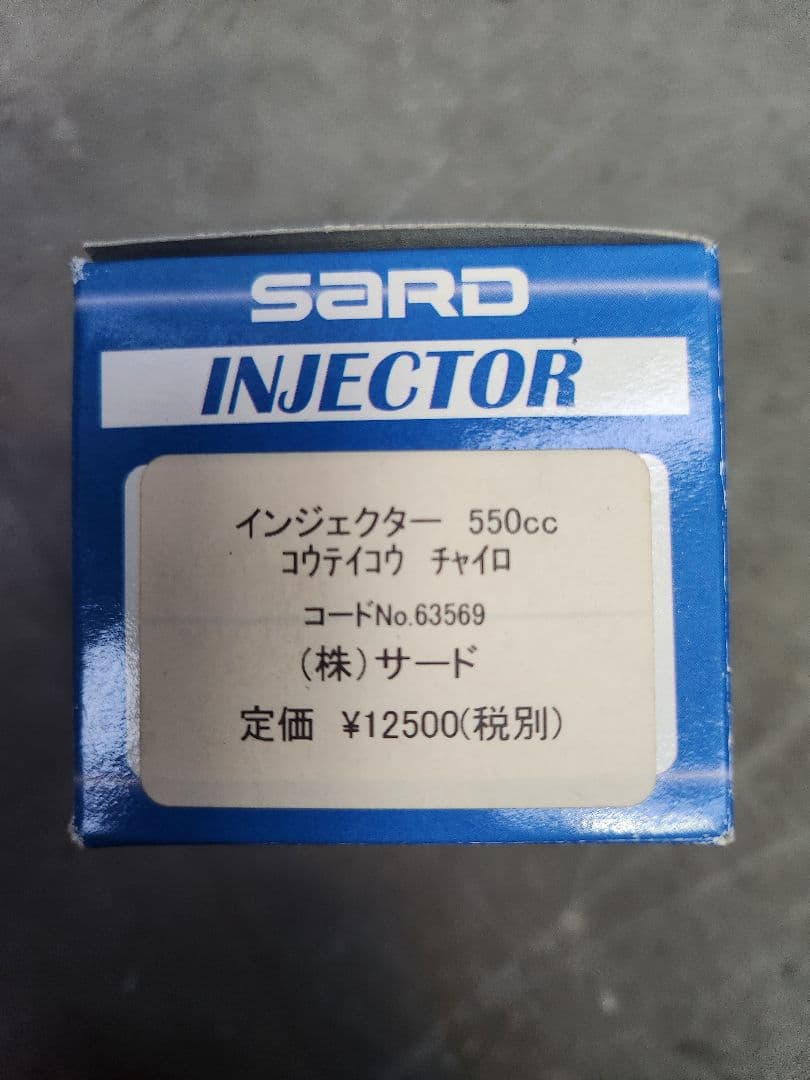 SARD
INJECTOR
インジェクター 550cc
コウテイコウ チャイロ
コードNo.63569
(株)サード
定価 ¥12500(税別)